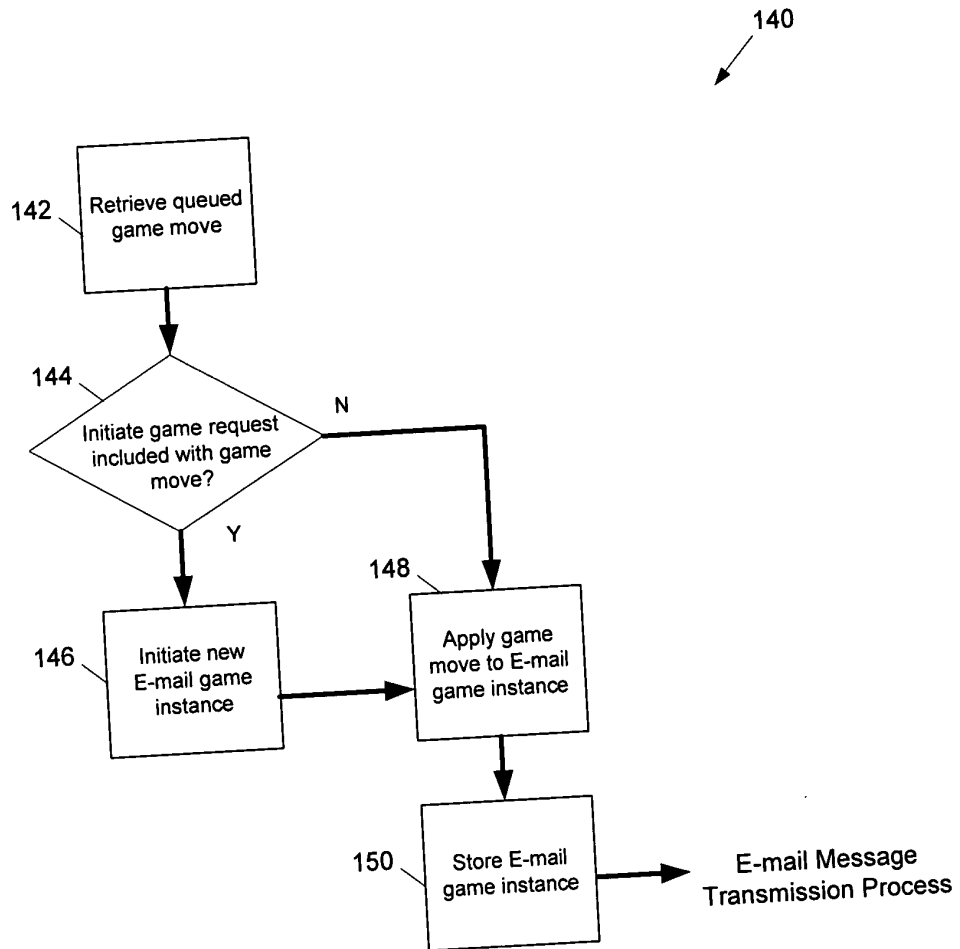 140
142
Retrieve queued
game move
144
Initiate game request
included with game
move?
N
Y
146
Initiate new
E-mail game
instance
148
Apply game
move to E-mail
game instance
150
Store E-mail
game instance
E-mail Message
Transmission Process